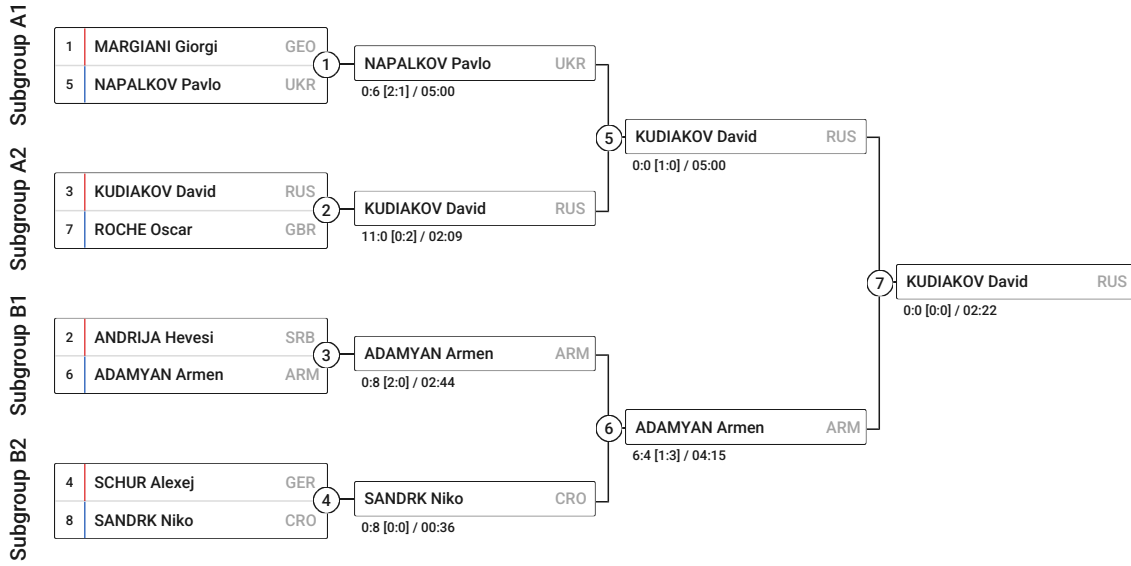 Subgroup A1
1 MARGIANI Giorgi GEO
5 NAPALKOV Pavlo UKR
1
NAPALKOV Pavlo UKR
0:6 [2:1] / 05:00
Subgroup A2
3 KUDIAKOV David RUS
7 ROCHE Oscar GBR
2
KUDIAKOV David RUS
11:0 [0:2] / 02:09
5
KUDIAKOV David RUS
0:0 [1:0] / 05:00
Subgroup B1
2 ANDRIJA Hevesi SRB
6 ADAMYAN Armen ARM
3
ADAMYAN Armen ARM
0:8 [2:0] / 02:44
Subgroup B2
4 SCHUR Alexej GER
8 SANDRK Niko CRO
4
SANDRK Niko CRO
0:8 [0:0] / 00:36
6
ADAMYAN Armen ARM
6:4 [1:3] / 04:15
7
KUDIAKOV David RUS
0:0 [0:0] / 02:22